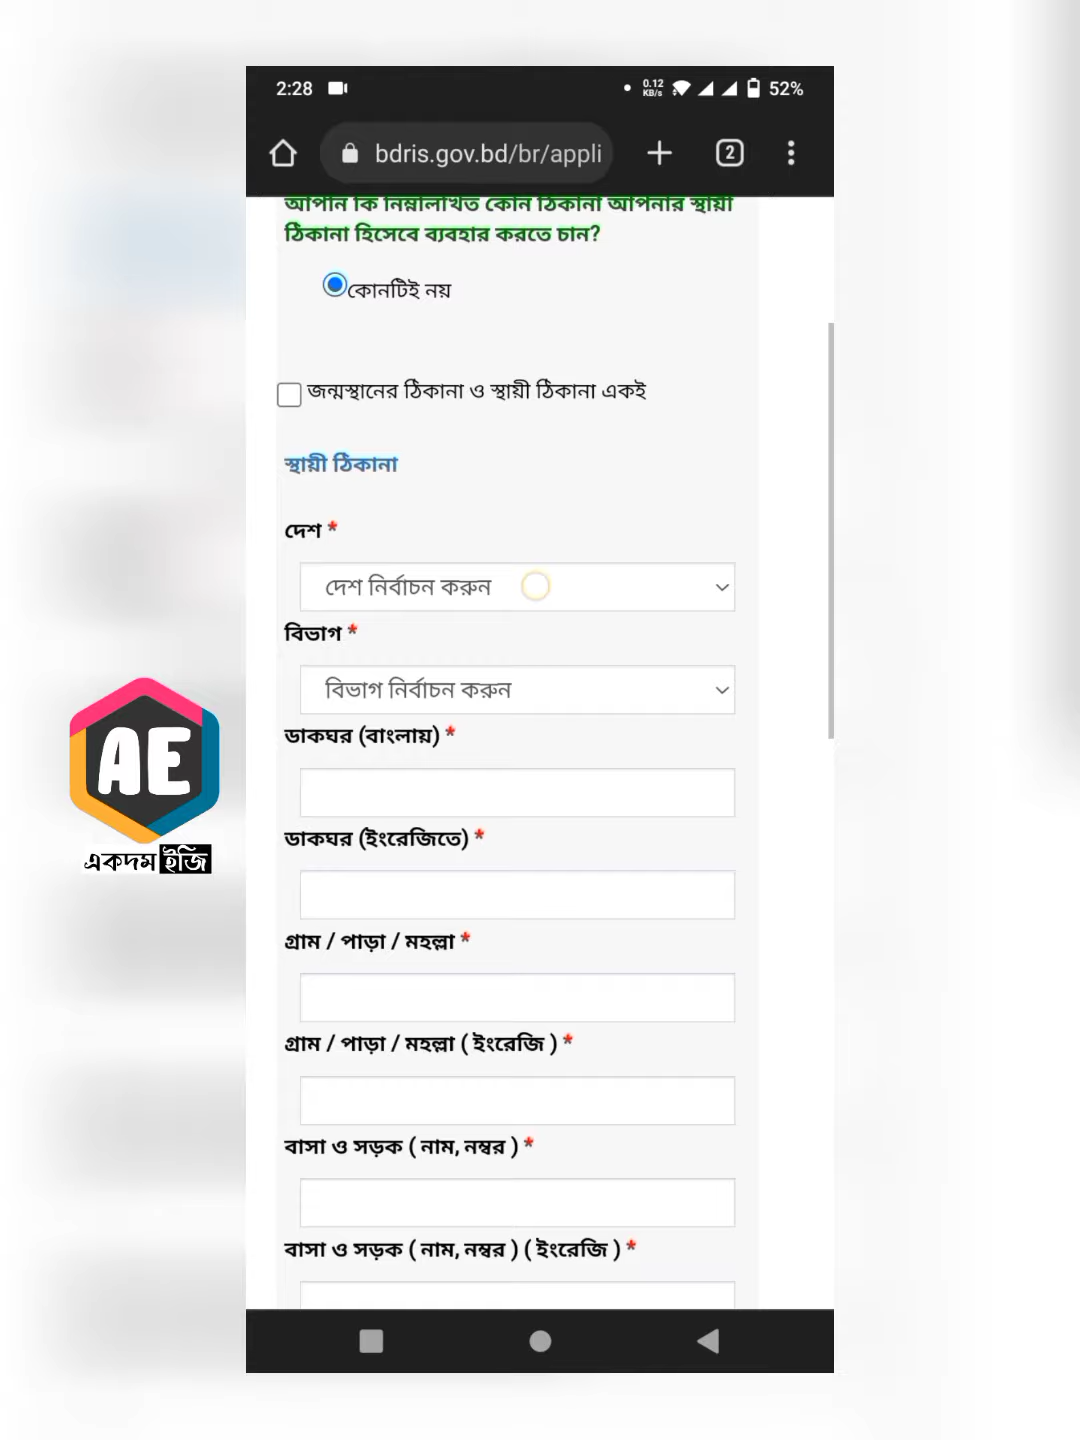 2:28
0.12
KB/s
52%
bdris.gov.bd/br/appli
2
আপনি কি নিম্নলিখিত কোন ঠিকানা আপনার স্থায়ী
ঠিকানা হিসেবে ব্যবহার করতে চান?
কোনটিই নয়
জন্মস্থানের ঠিকানা ও স্থায়ী ঠিকানা একই
স্থায়ী ঠিকানা
দেশ *
দেশ নির্বাচন করুন
বিভাগ *
বিভাগ নির্বাচন করুন
ডাকঘর (বাংলায়) *
AE
একদম ইজি
ডাকঘর (ইংরেজিতে) *
গ্রাম / পাড়া / মহল্লা *
গ্রাম / পাড়া / মহল্লা ( ইংরেজি ) *
বাসা ও সড়ক ( নাম, নম্বর ) *
বাসা ও সড়ক ( নাম, নম্বর ) ( ইংরেজি ) *